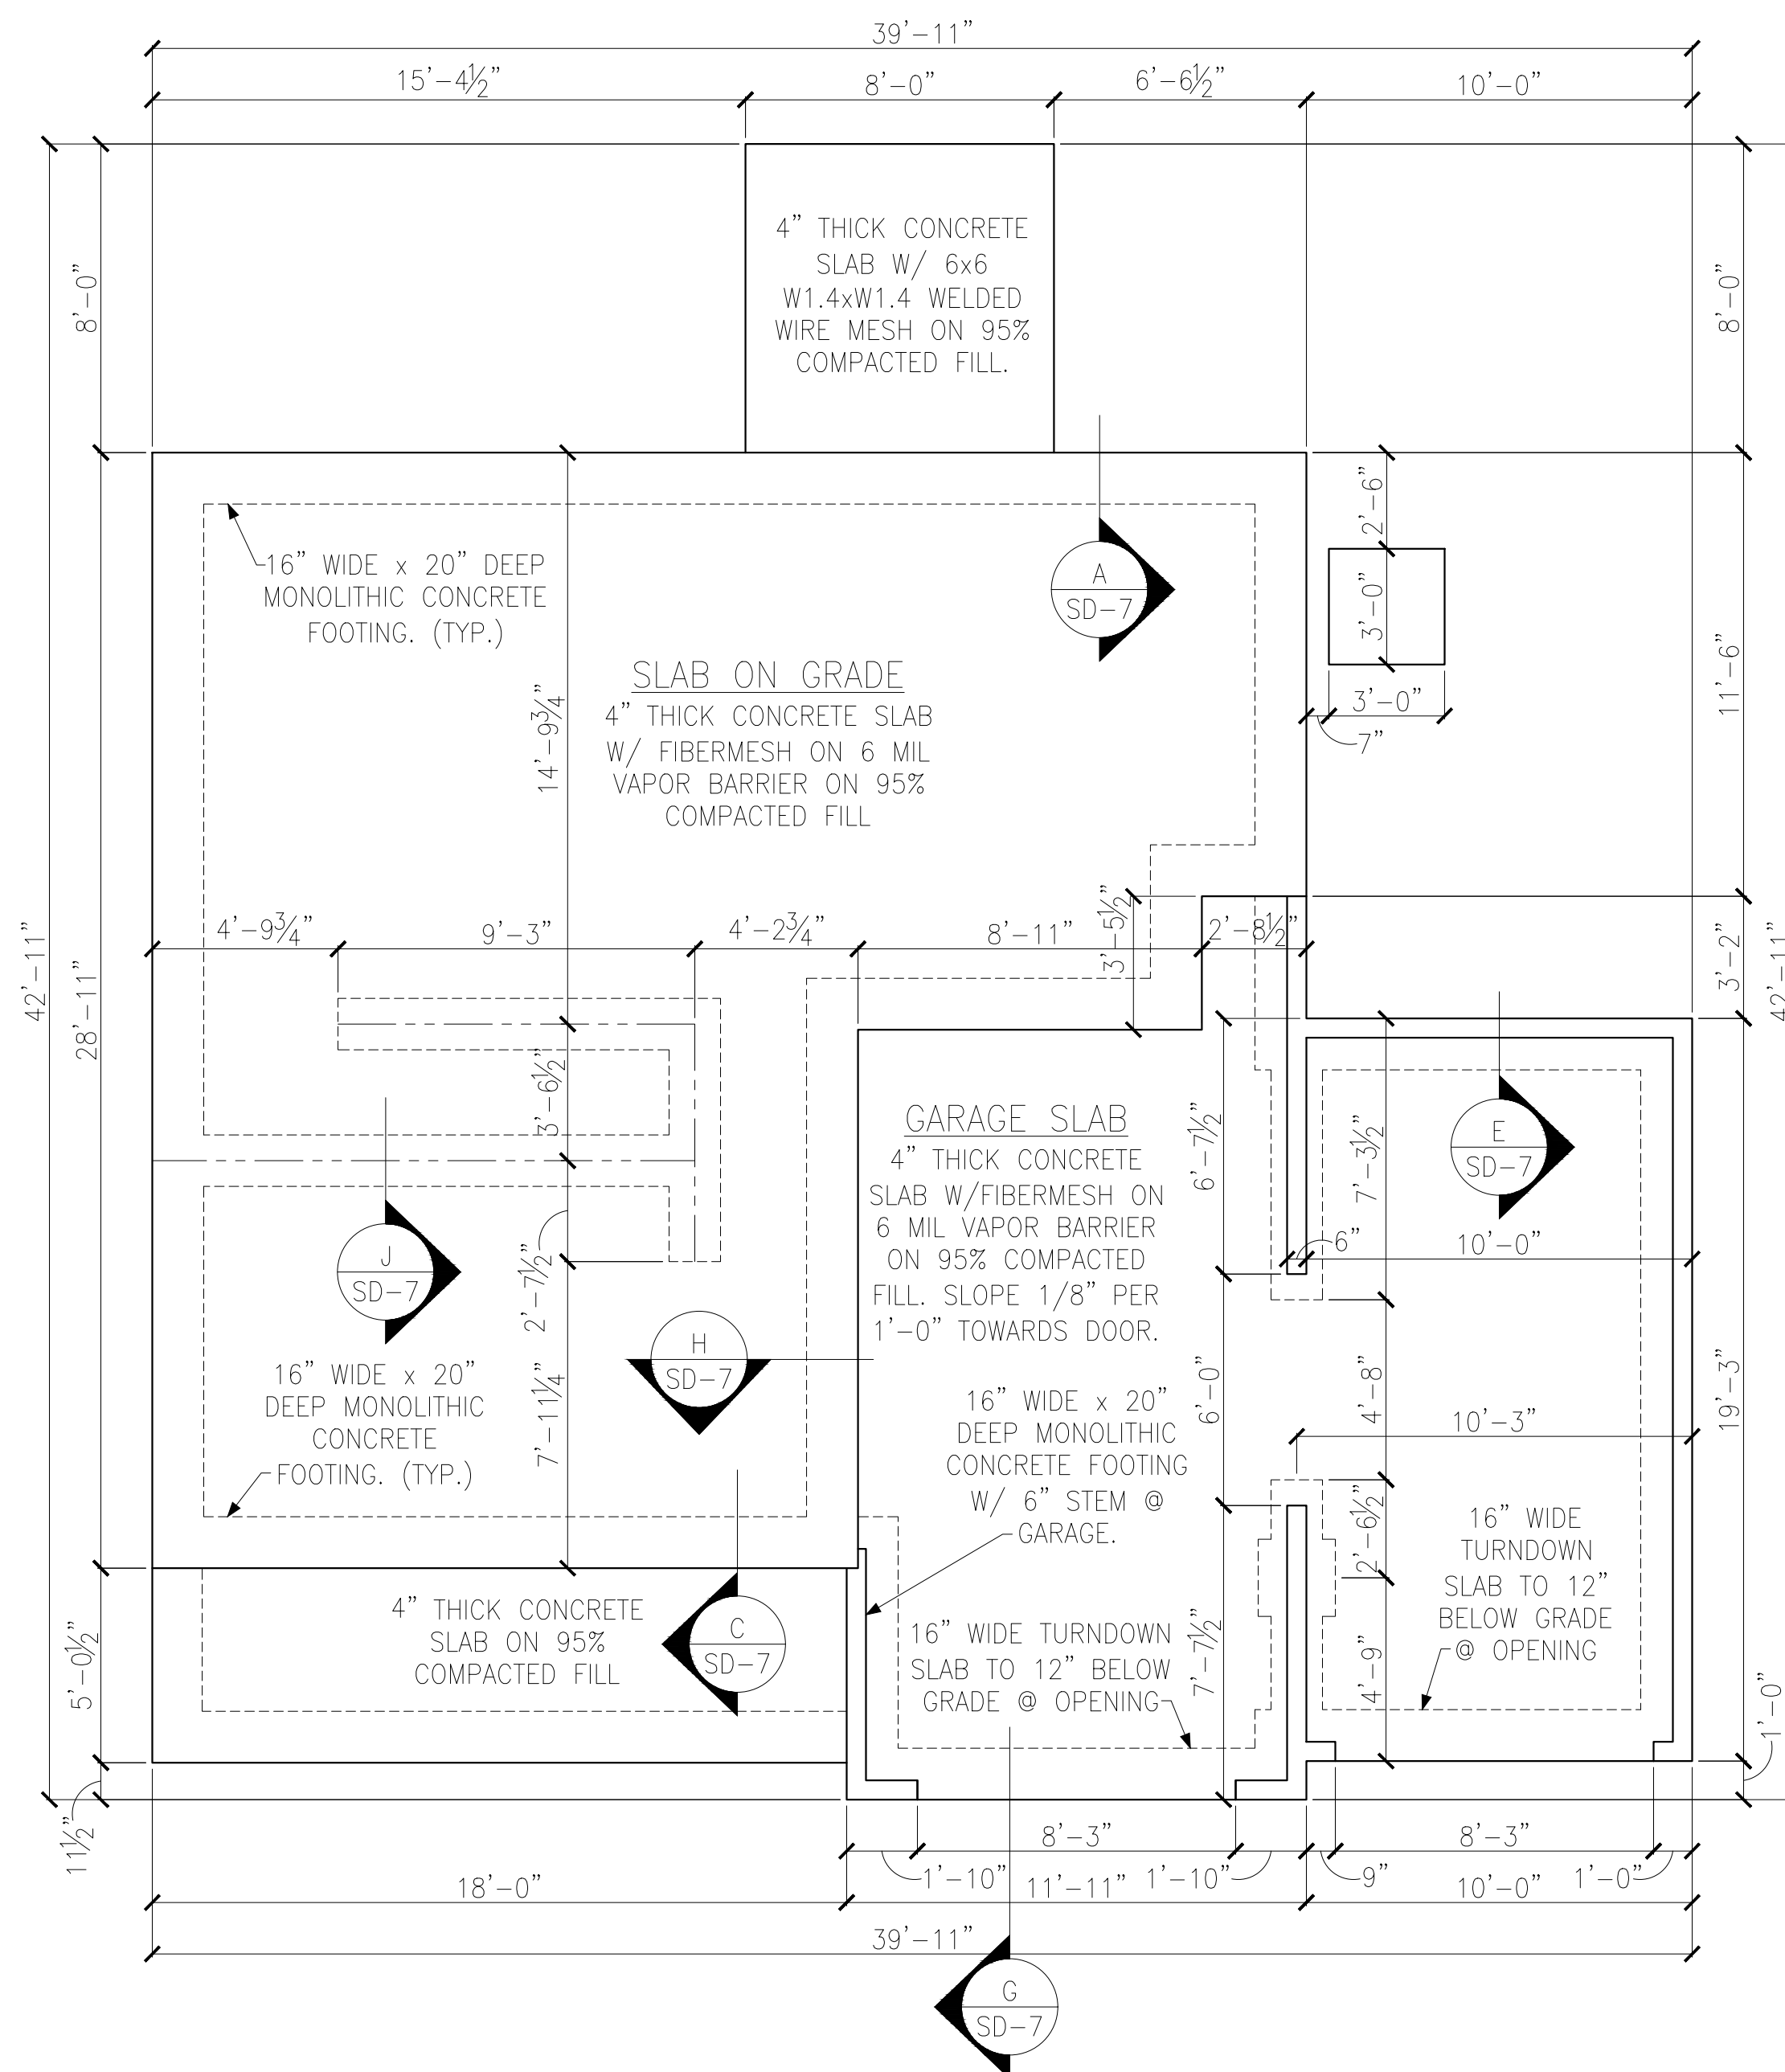 39'-11"
15'-4½"
8'-0"
6'-6½"
10'-0"
4" THICK CONCRETE
SLAB W/ 6x6
W1.4xW1.4 WELDED
WIRE MESH ON 95%
COMPACTED FILL.
8'-0"
8'-0"
2'-6"
3'-0"
3'-0"
7"
11'-6"
A
SD-7
16" WIDE x 20" DEEP
MONOLITHIC CONCRETE
FOOTING. (TYP.)
SLAB ON GRADE
4" THICK CONCRETE SLAB
W/ FIBERMESH ON 6 MIL
VAPOR BARRIER ON 95%
COMPACTED FILL
14'-9¾"
4'-9¾"
9'-3"
4'-2¾"
8'-11"
3'-5½"
2'-8½"
3'-2"
42'-11"
28'-11"
42'-11"
3'-6½"
GARAGE SLAB
4" THICK CONCRETE
SLAB W/FIBERMESH ON
6 MIL VAPOR BARRIER
ON 95% COMPACTED
FILL. SLOPE 1/8" PER
1'-0" TOWARDS DOOR.
6'-7½"
7'-3½"
E
SD-7
6"
10'-0"
J
SD-7
2'-7½"
H
SD-7
16" WIDE x 20"
DEEP MONOLITHIC
CONCRETE
FOOTING. (TYP.)
7'-11¼"
16" WIDE x 20"
DEEP MONOLITHIC
CONCRETE FOOTING
W/ 6" STEM @
GARAGE.
6'-0"
4'-8"
10'-3"
19'-3"
2'-6½"
16" WIDE
TURNDOWN
SLAB TO 12"
BELOW GRADE
@ OPENING
4" THICK CONCRETE
SLAB ON 95%
COMPACTED FILL
C
SD-7
16" WIDE TURNDOWN
SLAB TO 12" BELOW
GRADE @ OPENING
7'-7½"
4'-9"
5'-0½"
1'-0"
11½"
8'-3"
8'-3"
1'-10"
1'-10"
9"
1'-0"
18'-0"
11'-11"
10'-0"
39'-11"
G
SD-7